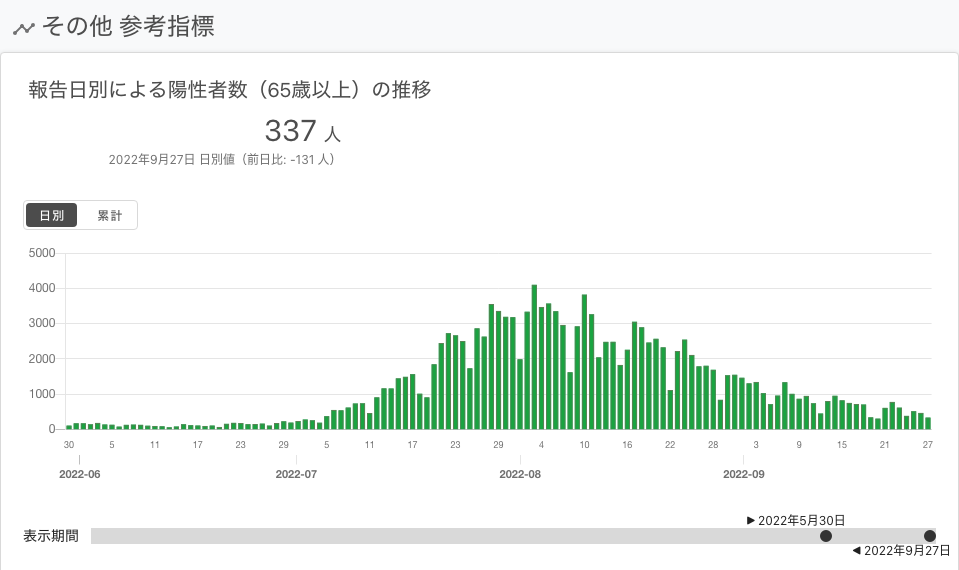 その他 参考指標
報告日別による陽性者数（65歳以上）の推移
337 人
2022年9月27日 日別値（前日比: -131 人）
日別 累計
5000
4000
3000
2000
1000
0
30 5 11 17 23 29 5 11 17 23 29 4 10 16 22 28 3 9 15 21 27
2022-06 2022-07 2022-08 2022-09
▶ 2022年5月30日
表示期間
◀ 2022年9月27日